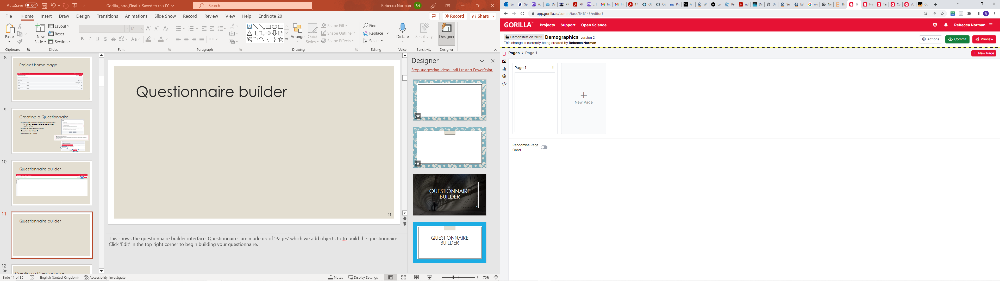 AutoSave Off Gorilla_Intro_Final • Saved to this PC Search Rebecca Norman RN
File Home Insert Draw Design Transitions Animations Slide Show Record Review View Help EndNote 20 Record Share
Paste New Slide Layout Reset Section 18 Arrange Quick Styles Shape Fill Shape Outline Shape Effects Find Replace Select Dictate Sensitivity Designer
Clipboard Slides Font Paragraph Drawing Editing Voice Sensitivity Designer
8
Project home page
9
Creating a Questionnaire
10
Questionnaire builder
11
Questionnaire builder
12
Creating a Questionnaire
Questionnaire builder
11
This shows the questionnaire builder interface. Questionnaires are made up of ‘Pages’ which we add objects to to build the questionnaire.
Click ‘Edit’ in the top right corner to begin building your questionnaire.
Designer
Stop suggesting ideas until I restart PowerPoint.
QUESTIONNAIRE
BUILDER
QUESTIONNAIRE
BUILDER
Slide 11 of 85 English (United Kingdom) Accessibility: Investigate Notes Display Settings 70%
app.gorilla.sc/admin/task/646145/editor?
GORILLA™ Projects Support Open Science Rebecca Norman
Demonstration 2023 Demographics version 2 Actions Commit Preview
This change is currently being created by Rebecca Norman
Pages Page 1 + New Page
Page 1
New Page
Randomise Page
Order